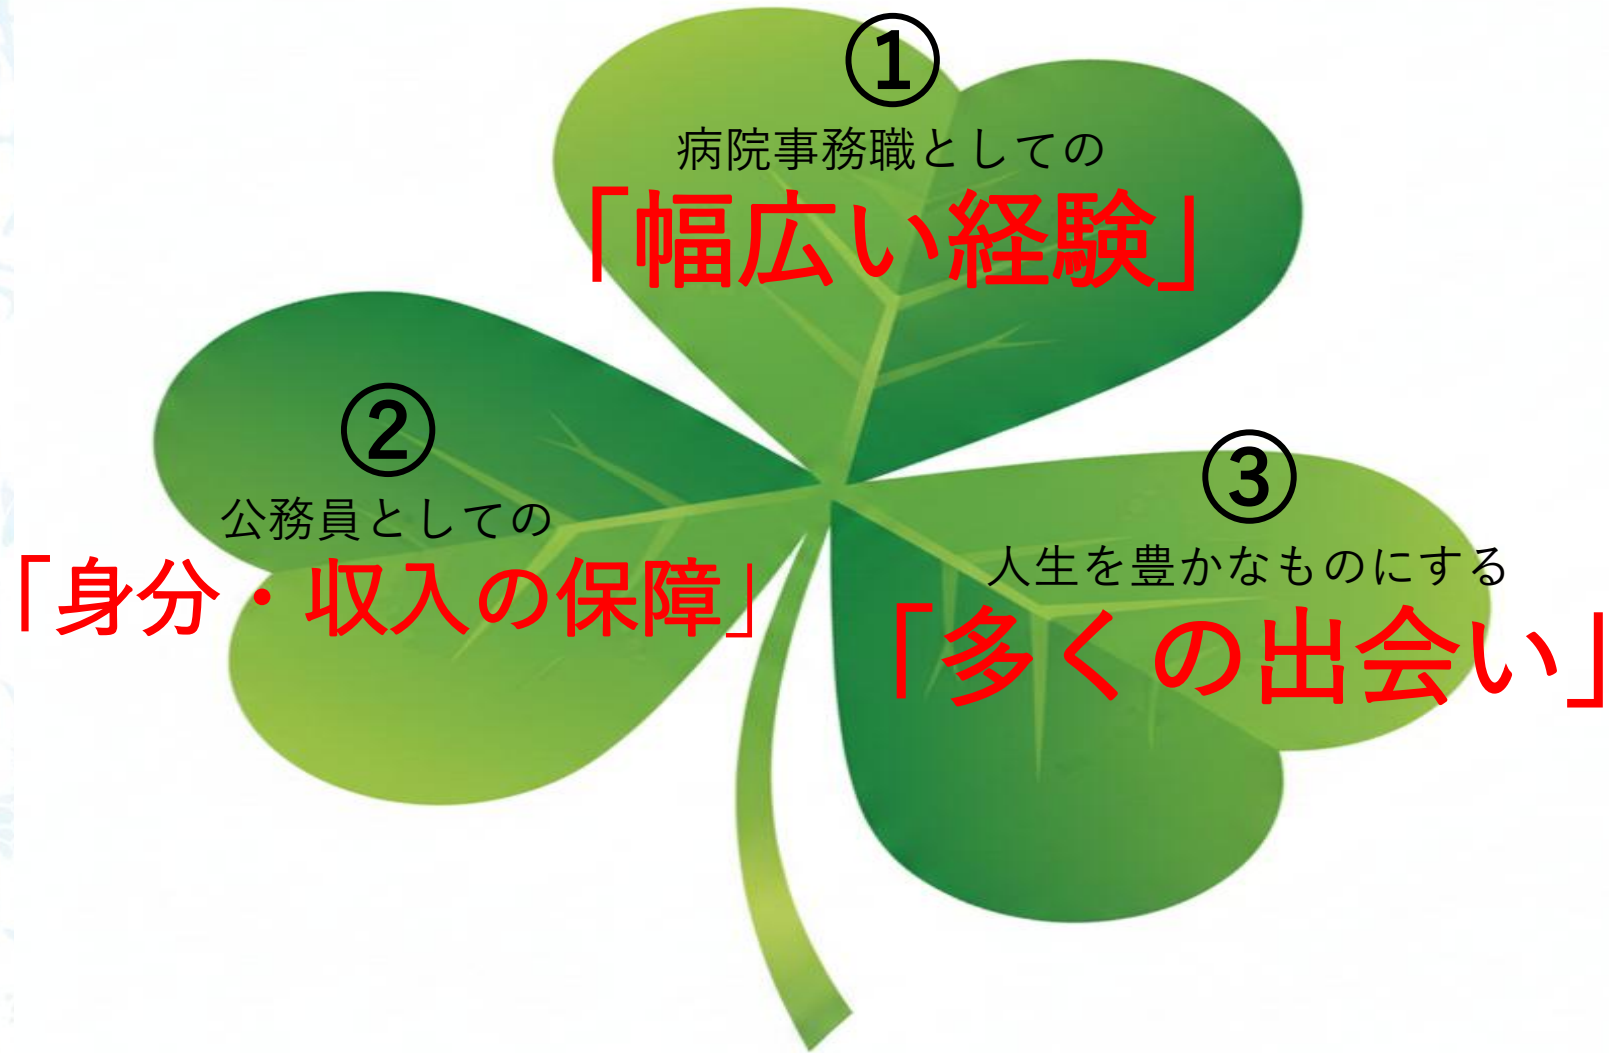 ①
病院事務職としての
「幅広い経験」
②
公務員としての
「身分・収入の保障」
③
人生を豊かなものにする
「多くの出会い」